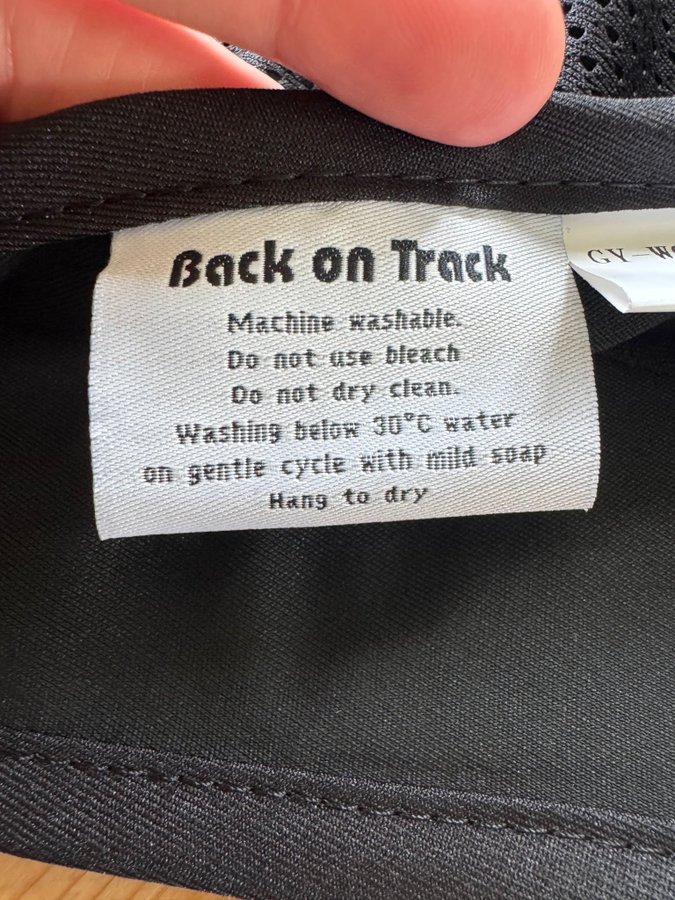 Back on Track
Machine washable.
Do not use bleach
Do not dry clean.
Washing below 30°C water
on gentle cycle with mild soap
Hang to dry